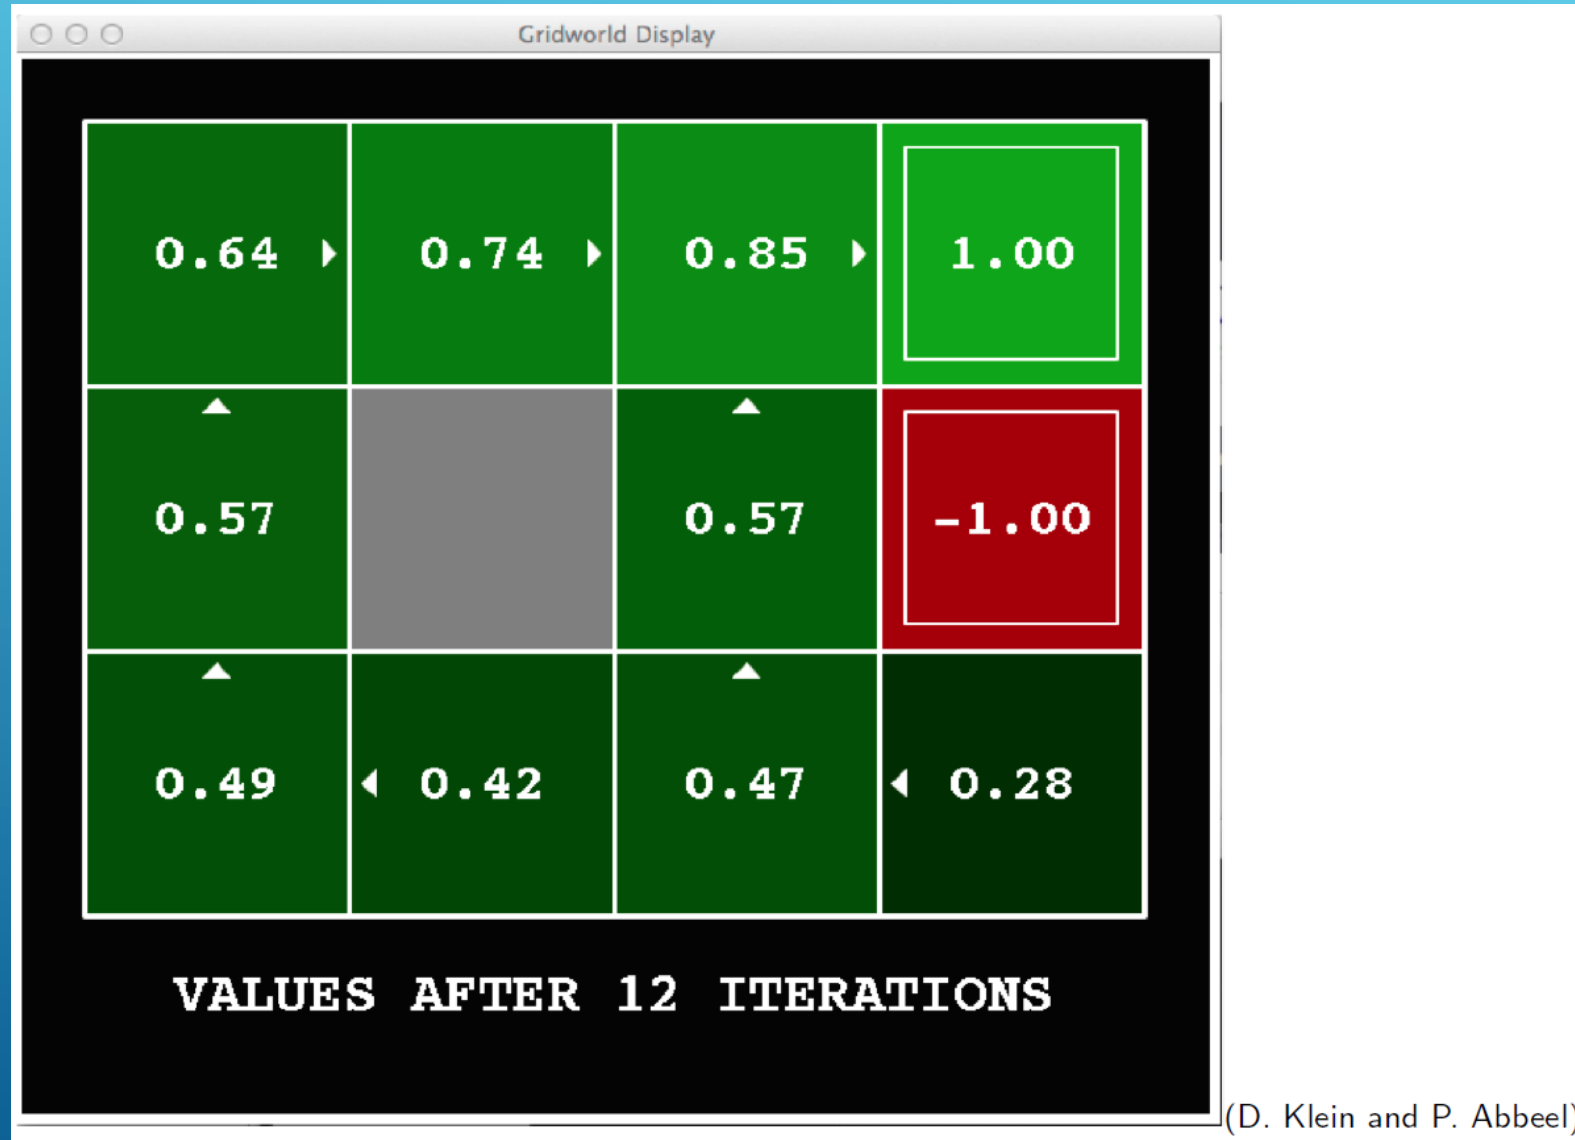 Gridworld Display
0.64 0.74 0.85 1.00
0.57 0.57 -1.00
0.49 0.42 0.47 0.28
VALUES AFTER 12 ITERATIONS
(D. Klein and P. Abbeel)